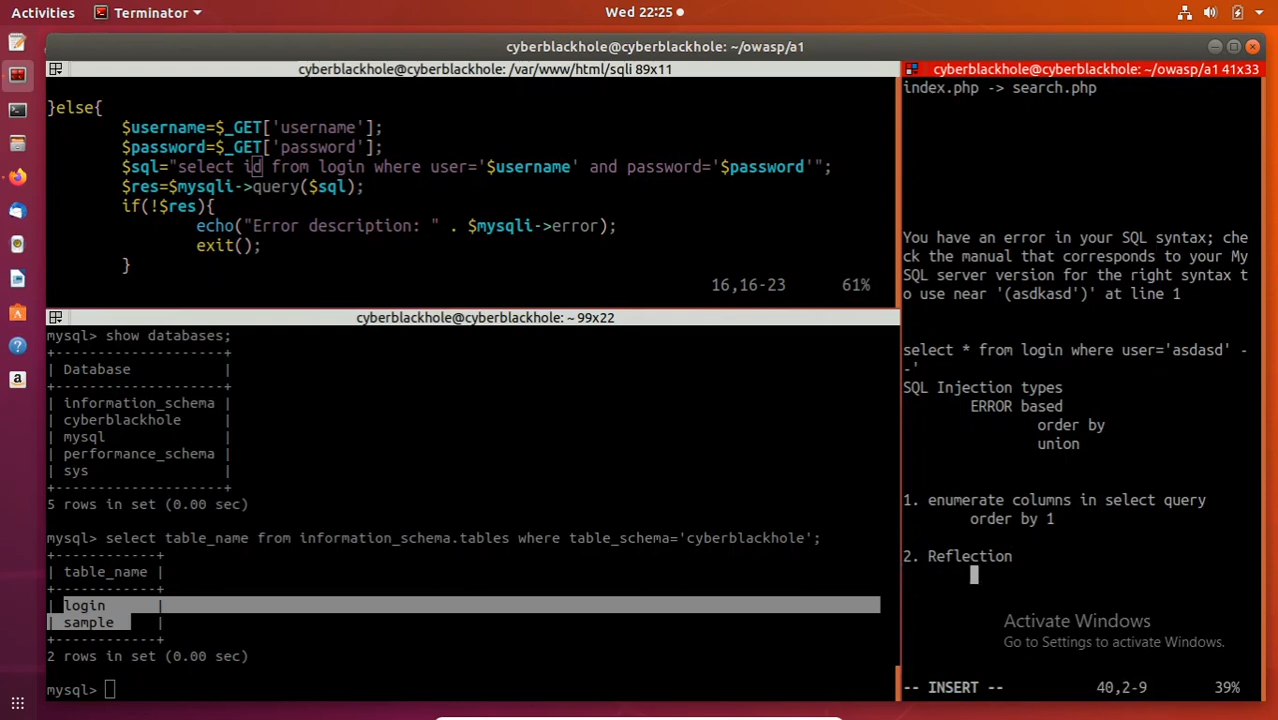 Activities Terminator Wed 22:25
cyberblackhole@cyberblackhole: ~/owasp/a1
cyberblackhole@cyberblackhole: /var/www/html/sqli 89x11
}else{
$username=$_GET['username'];
$password=$_GET['password'];
$sql="select id from login where user='$username' and password='$password'";
$res=$mysqli->query($sql);
if(!$res){
echo("Error description: " . $mysqli->error);
exit();
}
16,16-23 61%
cyberblackhole@cyberblackhole: ~ 99x22
mysql> show databases;
+--------------------+
| Database |
+--------------------+
| information_schema |
| cyberblackhole |
| mysql |
| performance_schema |
| sys |
+--------------------+
5 rows in set (0.00 sec)
mysql> select table_name from information_schema.tables where table_schema='cyberblackhole';
+------------+
| table_name |
+------------+
| login |
| sample |
+------------+
2 rows in set (0.00 sec)
mysql>
cyberblackhole@cyberblackhole: ~/owasp/a1 41x33
index.php -> search.php
You have an error in your SQL syntax; che
ck the manual that corresponds to your My
SQL server version for the right syntax t
o use near '(asdkasd')' at line 1
select * from login where user='asdasd' -
-'
SQL Injection types
ERROR based
order by
union
1. enumerate columns in select query
order by 1
2. Reflection
Activate Windows
Go to Settings to activate Windows.
-- INSERT -- 40,2-9 39%